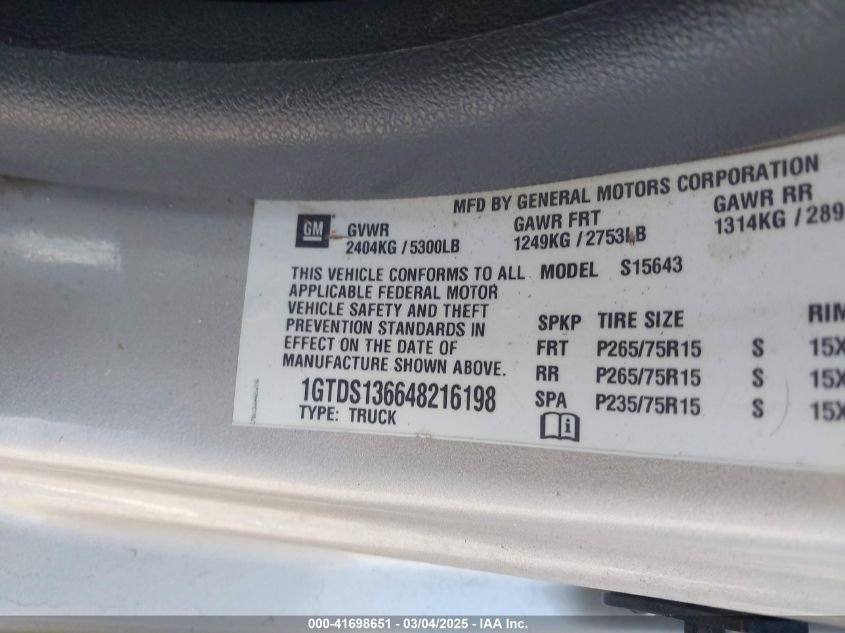 MFD BY GENERAL MOTORS CORPORATION
GM GVWR GAWR FRT GAWR RR
2404KG / 5300LB 1249KG / 2753LB 1314KG / 289
THIS VEHICLE CONFORMS TO ALL MODEL S15643
APPLICABLE FEDERAL MOTOR
VEHICLE SAFETY AND THEFT
PREVENTION STANDARDS IN SPKP TIRE SIZE RIM
EFFECT ON THE DATE OF FRT P265/75R15 S 15X
MANUFACTURE SHOWN ABOVE. RR P265/75R15 S 15X
1GTDS136648216198 SPA P235/75R15 S 15X
TYPE: TRUCK
000-41698651 / 03/04/2025 - IAA Inc.